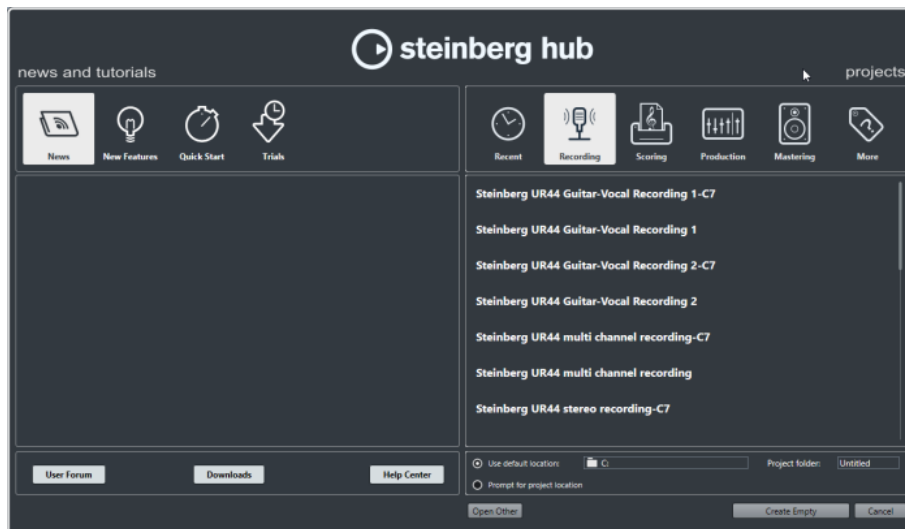 steinberg hub
news and tutorials
projects
News
New Features
Quick Start
Trials
Recent
Recording
Scoring
Production
Mastering
More
Steinberg UR44 Guitar-Vocal Recording 1-C7
Steinberg UR44 Guitar-Vocal Recording 1
Steinberg UR44 Guitar-Vocal Recording 2-C7
Steinberg UR44 Guitar-Vocal Recording 2
Steinberg UR44 multi channel recording-C7
Steinberg UR44 multi channel recording
Steinberg UR44 stereo recording-C7
User Forum
Downloads
Help Center
Use default location:
C:
Project folder:
Untitled
Prompt for project location
Open Other
Create Empty
Cancel